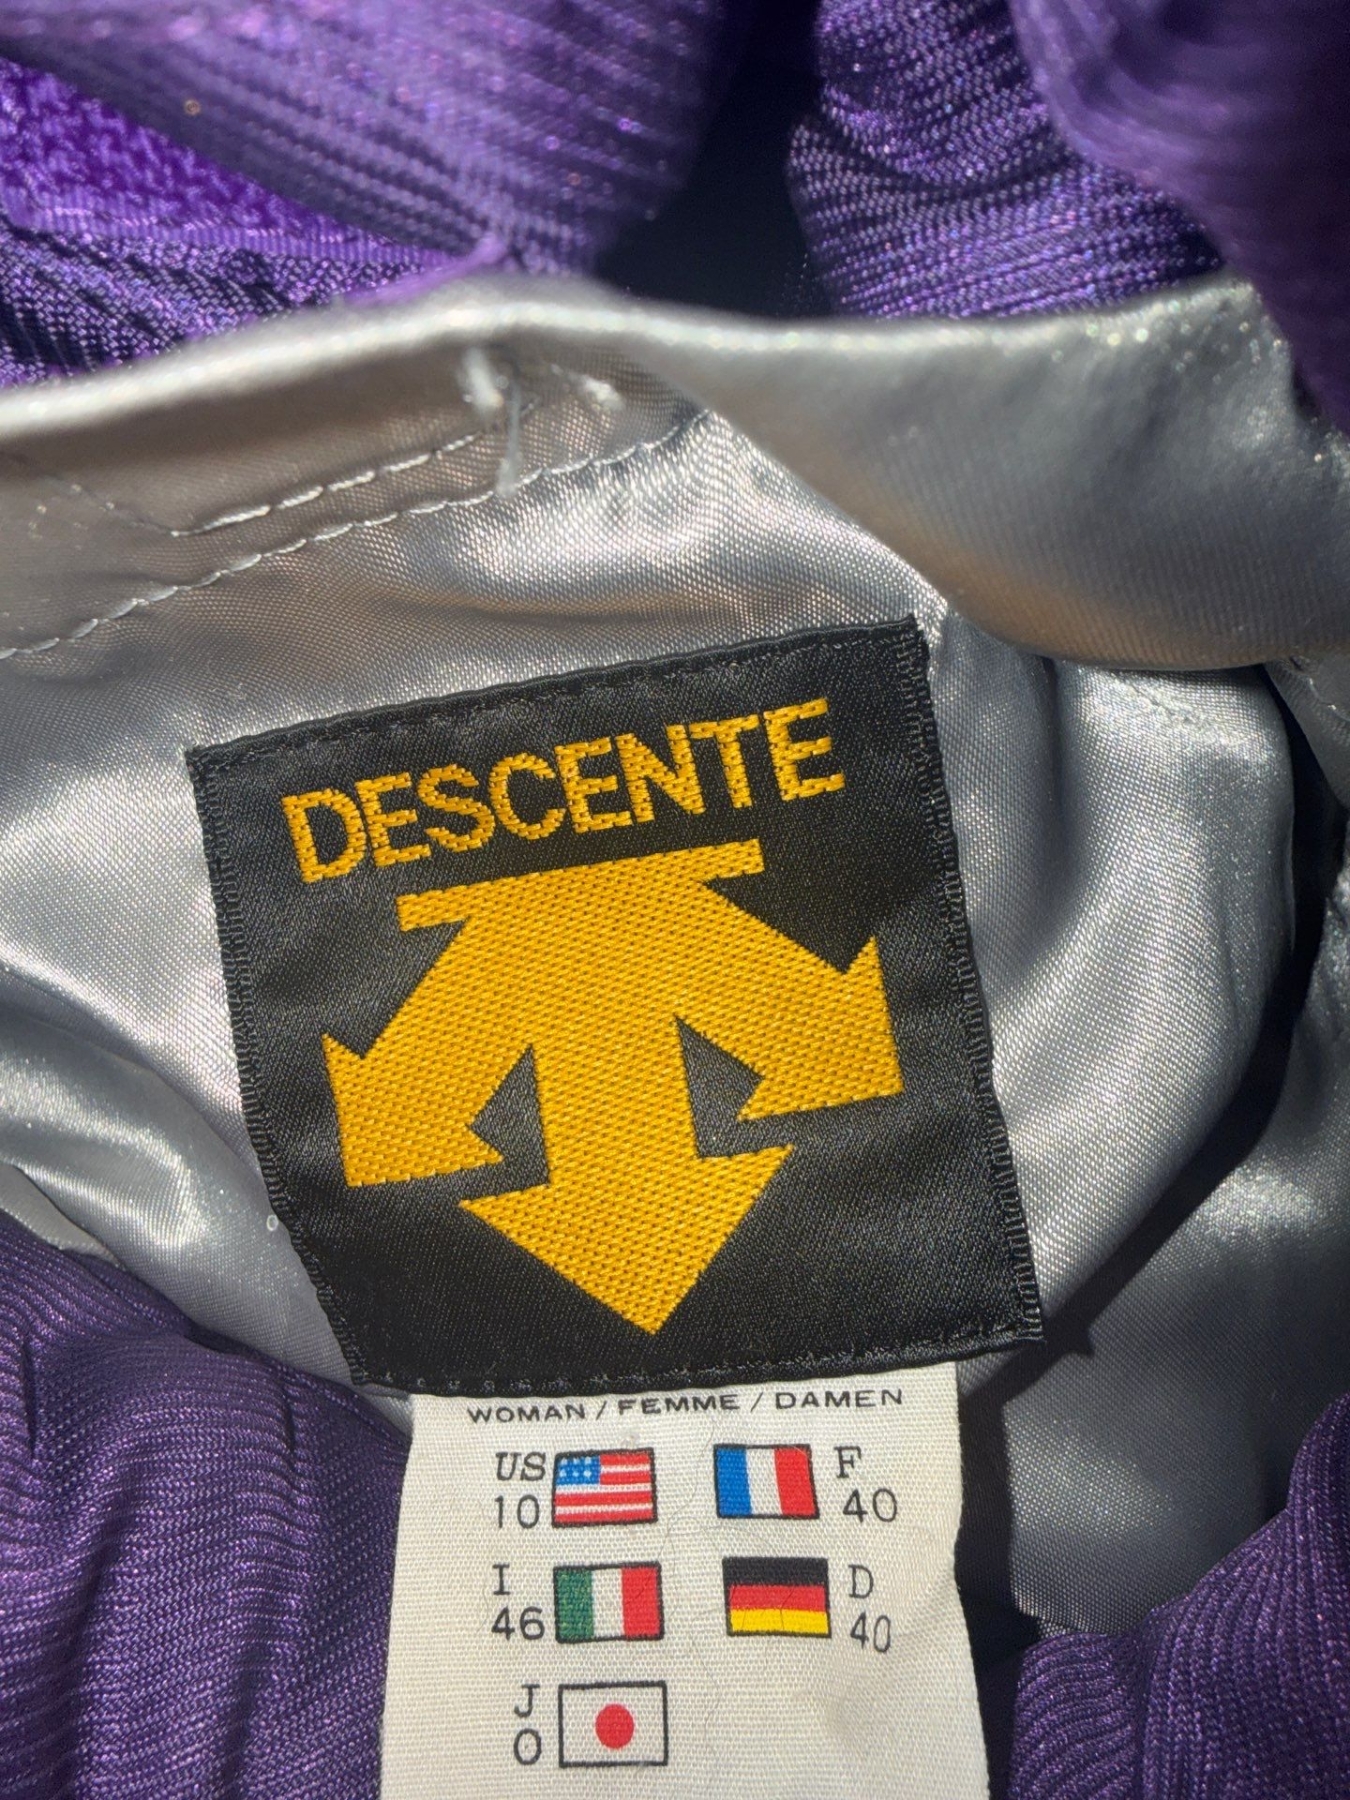 DESCENTE
WOMAN / FEMME / DAMEN
US F
10 40
I D
46 40
J
O